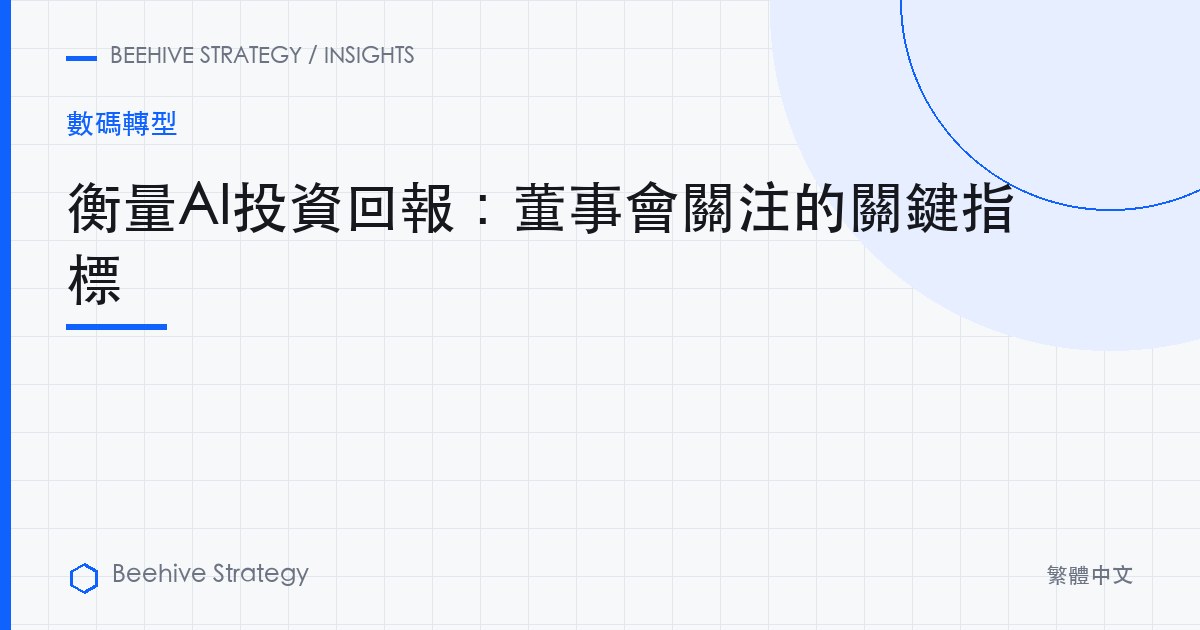 BEEHIVE STRATEGY / INSIGHTS
數碼轉型
衡量AI投資回報：董事會關注的關鍵指
標
Beehive Strategy
繁體中文